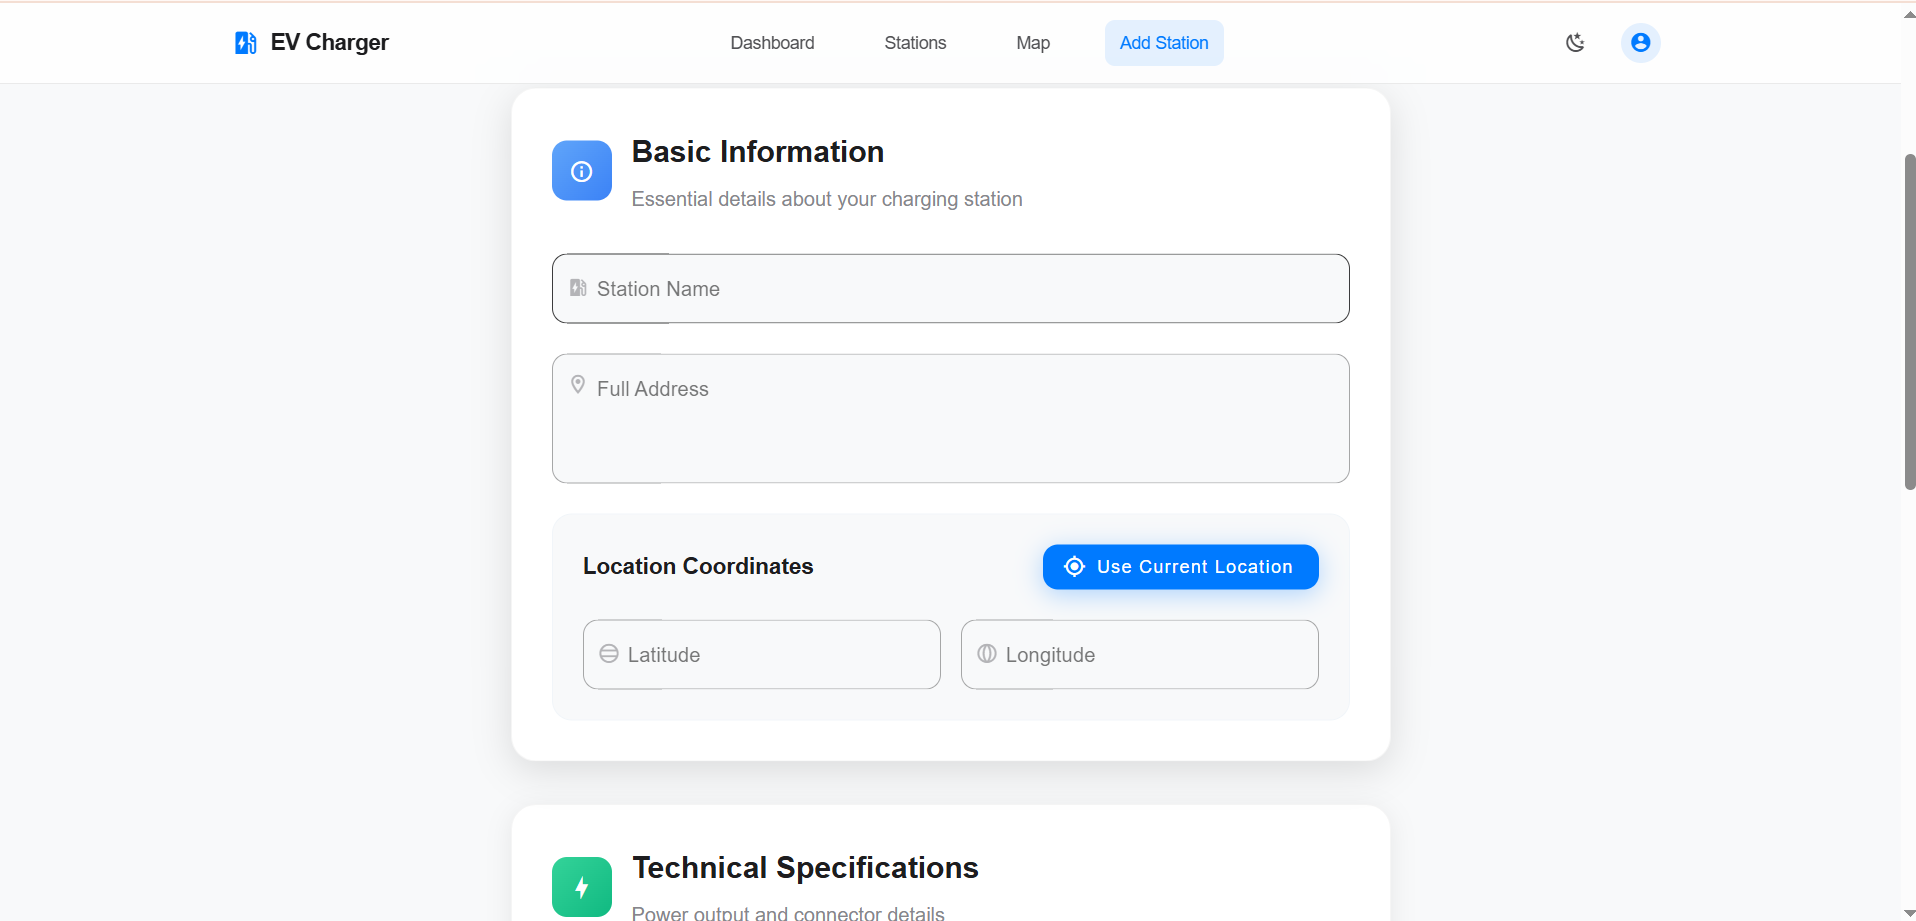 EV Charger
Dashboard
Stations
Map
Add Station
Basic Information
Essential details about your charging station
Station Name
Full Address
Location Coordinates
Use Current Location
Latitude
Longitude
Technical Specifications
Power output and connector details